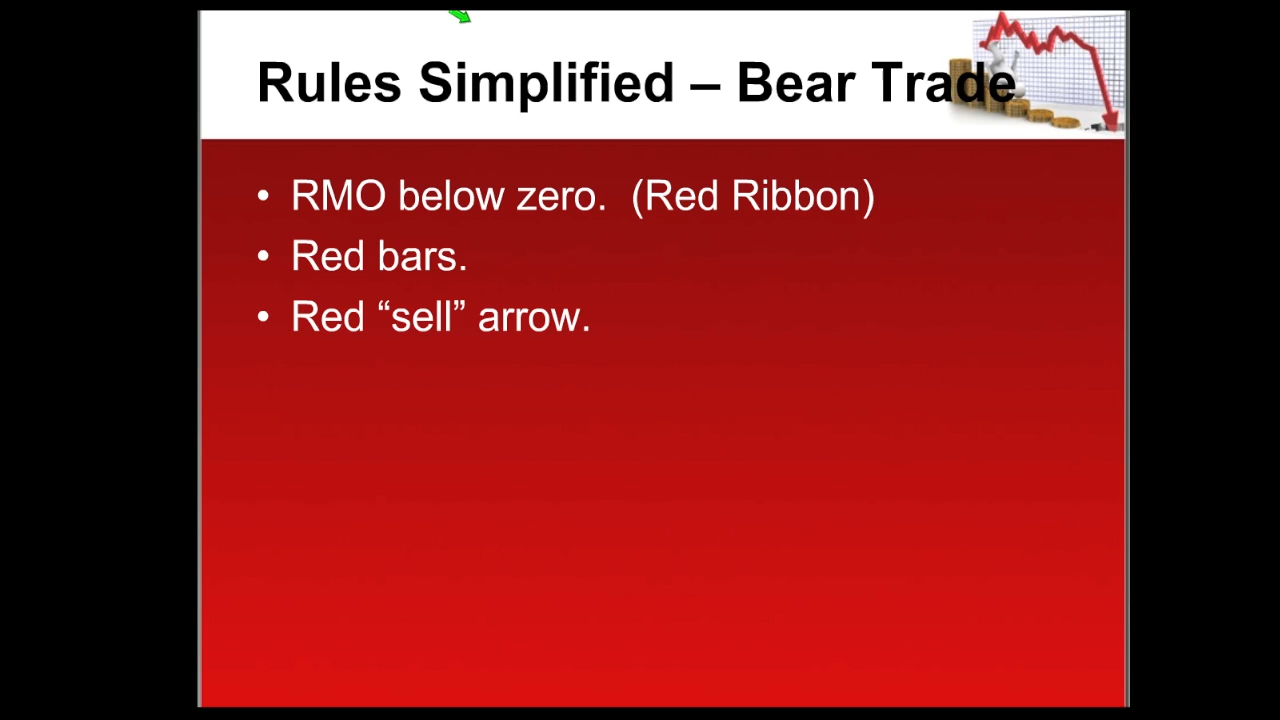 Rules Simplified – Bear Trade
• RMO below zero.  (Red Ribbon)
• Red bars.
• Red “sell” arrow.